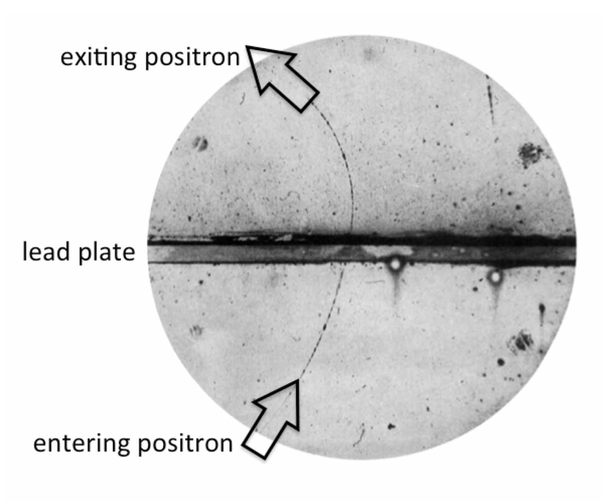 exiting positron
lead plate
entering positron